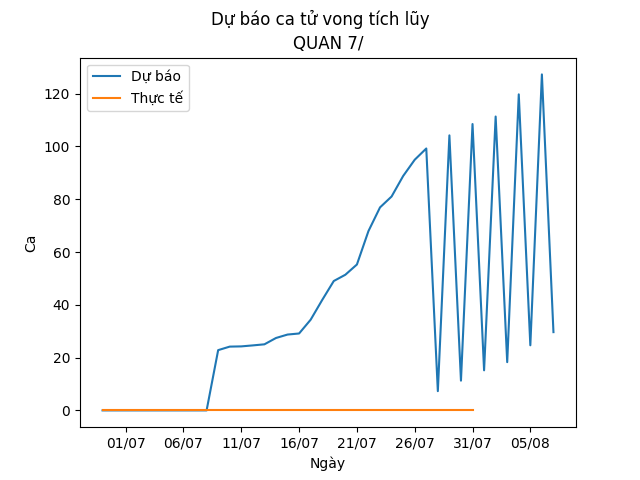 Dự báo ca tử vong tích lũy
QUAN 7/
Dự báo
Thực tế
120
100
80
60
40
20
0
Ca
01/07 06/07 11/07 16/07 21/07 26/07 31/07 05/08
Ngày